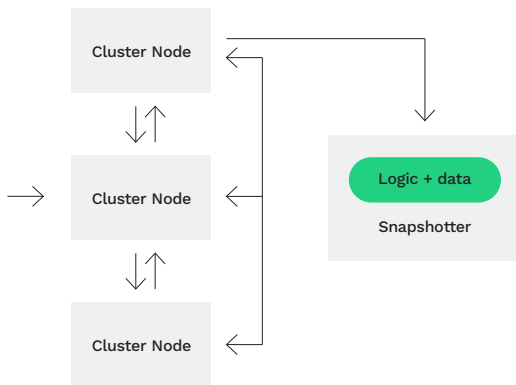 Cluster Node
Logic + data
Cluster Node
Snapshotter
Cluster Node